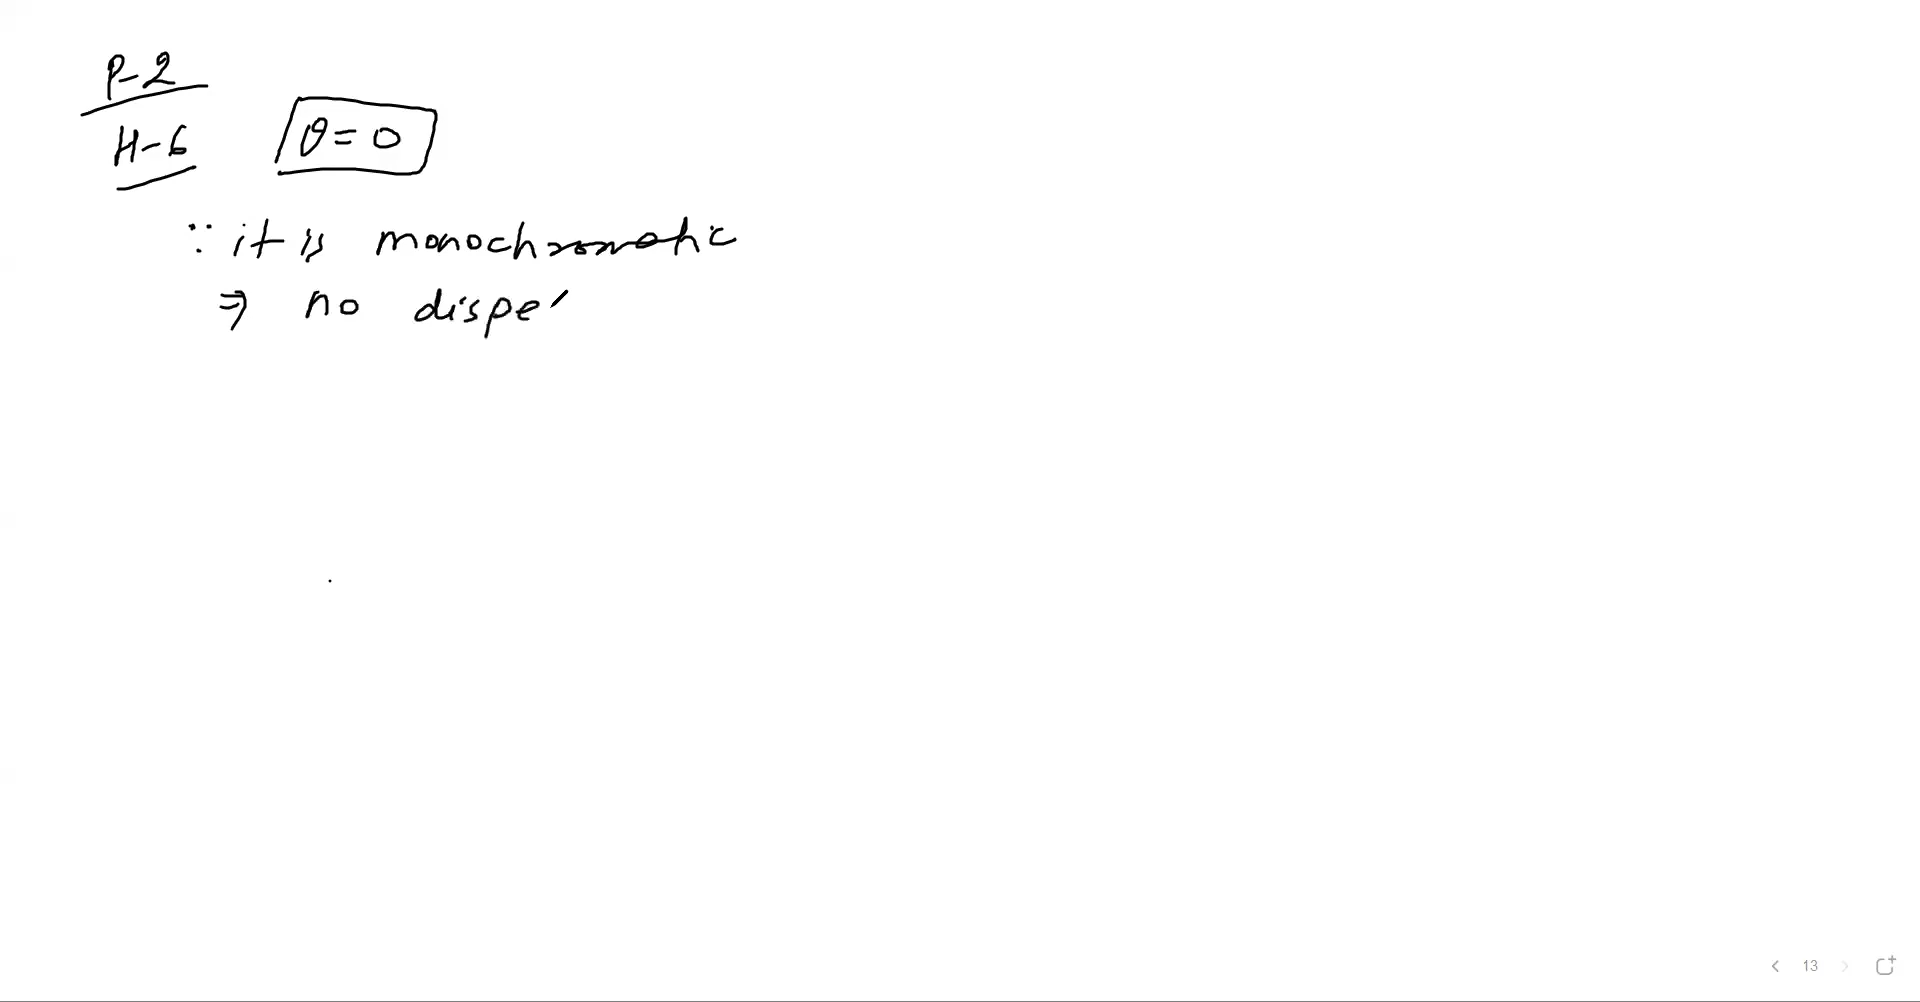 P-2
H-6
θ = 0
∵ it is monochromatic
⇒ no dispe
13